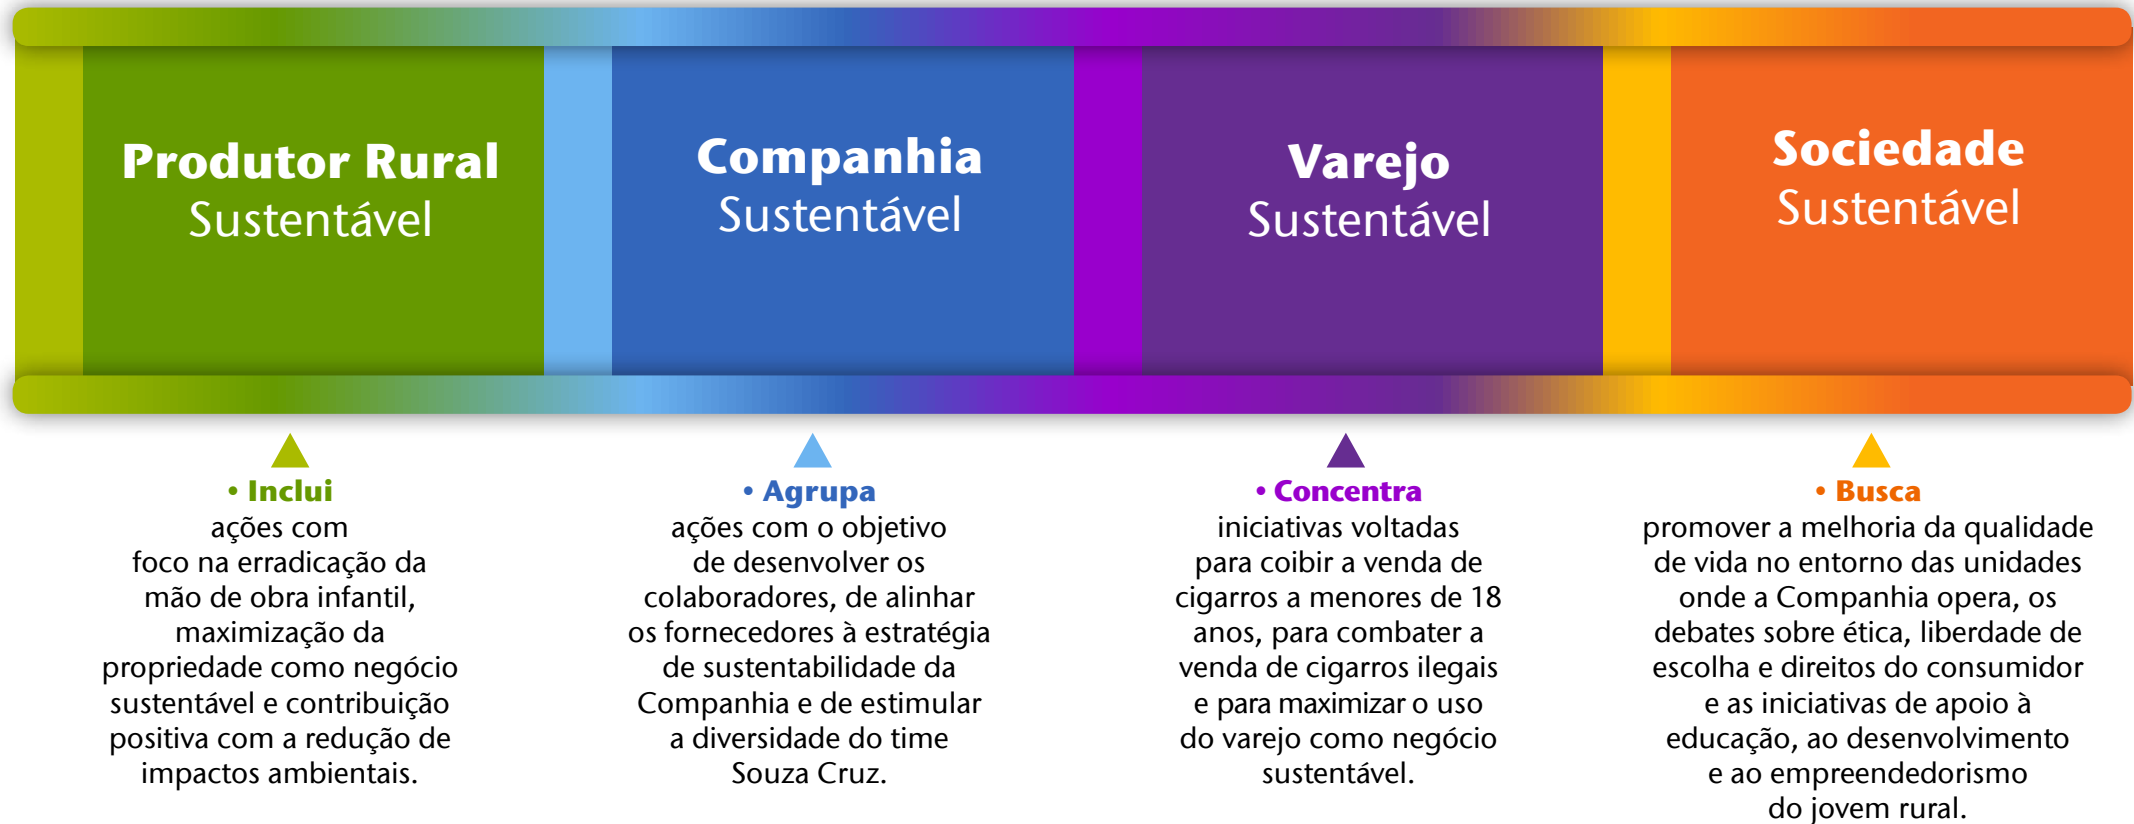 Produtor Rural
Sustentável
Companhia
Sustentável
Varejo
Sustentável
Sociedade
Sustentável
• Inclui
ações com
foco na erradicação da
mão de obra infantil,
maximização da
propriedade como negócio
sustentável e contribuição
positiva com a redução de
impactos ambientais.
• Agrupa
ações com o objetivo
de desenvolver os
colaboradores, de alinhar
os fornecedores à estratégia
de sustentabilidade da
Companhia e de estimular
a diversidade do time
Souza Cruz.
• Concentra
iniciativas voltadas
para coibir a venda de
cigarros a menores de 18
anos, para combater a
venda de cigarros ilegais
e para maximizar o uso
do varejo como negócio
sustentável.
• Busca
promover a melhoria da qualidade
de vida no entorno das unidades
onde a Companhia opera, os
debates sobre ética, liberdade de
escolha e direitos do consumidor
e as iniciativas de apoio à
educação, ao desenvolvimento
e ao empreendedorismo
do jovem rural.